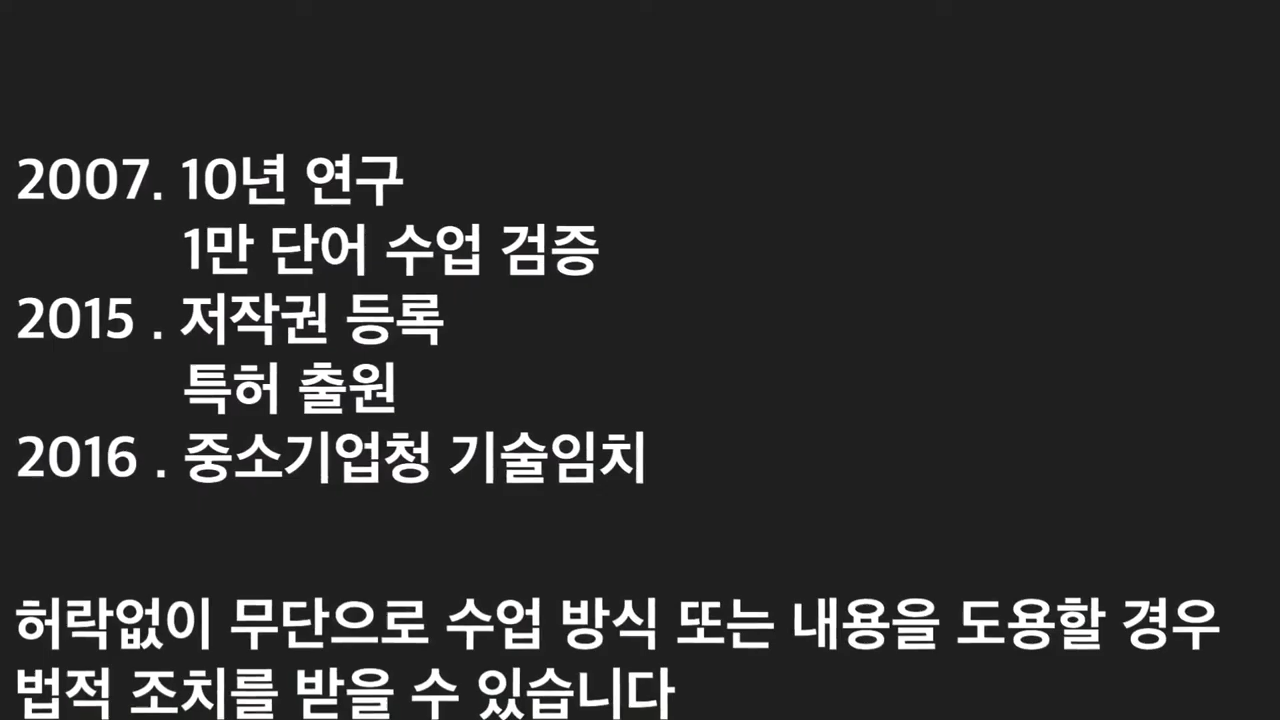 2007. 10년 연구
1만 단어 수업 검증
2015 . 저작권 등록
특허 출원
2016 . 중소기업청 기술임치
허락없이 무단으로 수업 방식 또는 내용을 도용할 경우
법적 조치를 받을 수 있습니다